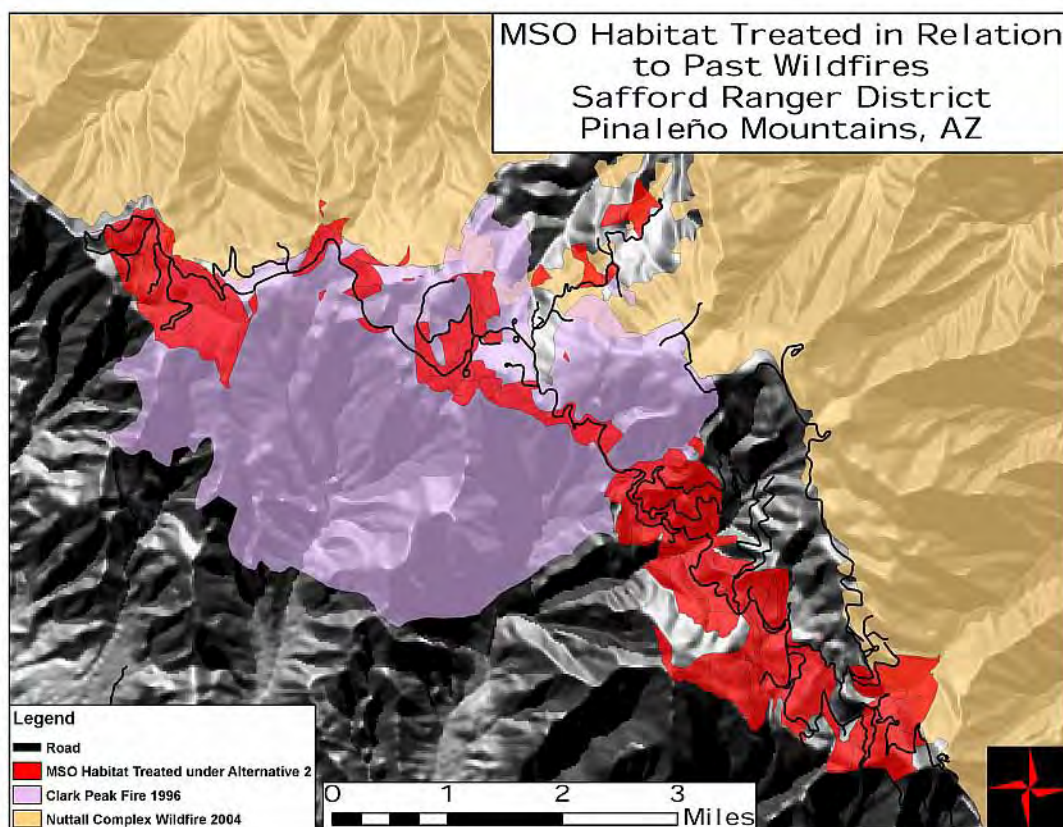 MSO Habitat Treated in Relation
to Past Wildfires
Safford Ranger District
Pinaleño Mountains, AZ
Legend
Road
MSO Habitat Treated under Alternative 2
Clark Peak Fire 1996
Nuttall Complex Wildfire 2004
0 1 2 3
Miles